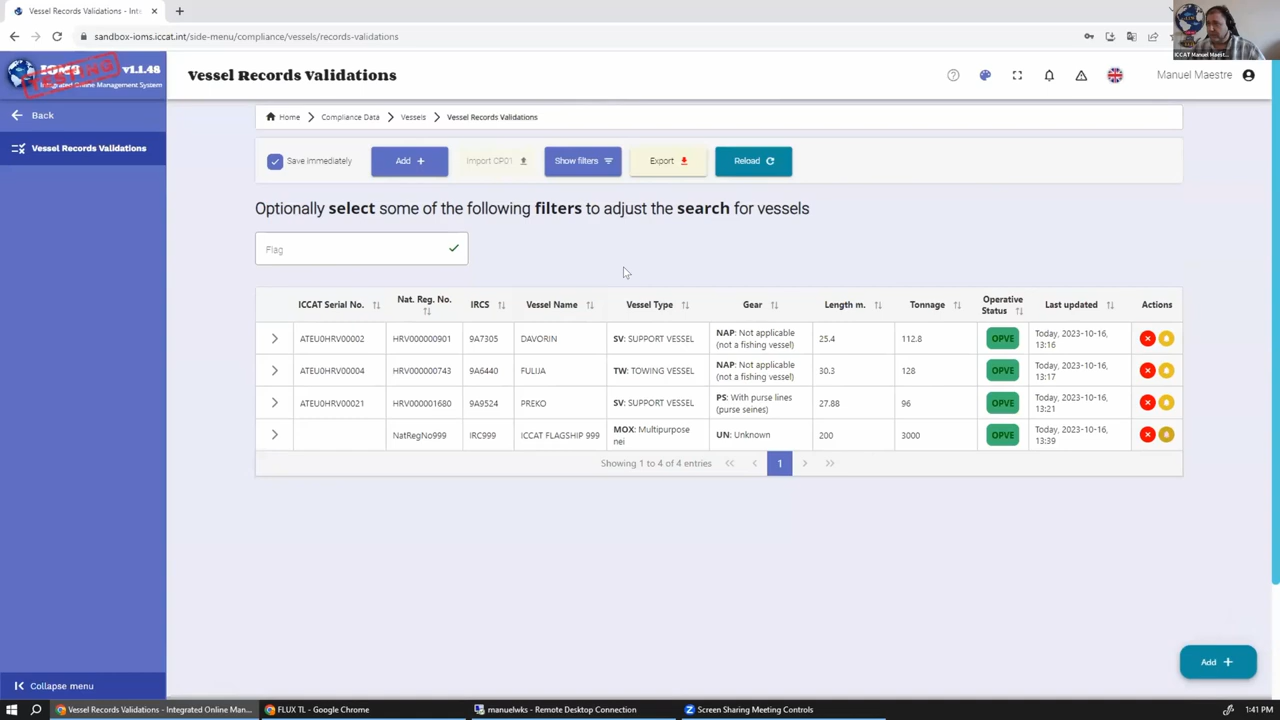 Vessel Records Validations - Inte
sandbox-ioms.iccat.int/side-menu/compliance/vessels/records-validations
ICCAT Manuel Maest...
IOMS v1.1.48
Integrated Online Management System
TESTING
Vessel Records Validations
Manuel Maestre
Back
Vessel Records Validations
Home > Compliance Data > Vessels > Vessel Records Validations
Save immediately Add + Import CP01 Show filters Export Reload
Optionally select some of the following filters to adjust the search for vessels
Flag
ICCAT Serial No. Nat. Reg. No. IRCS Vessel Name Vessel Type Gear Length m. Tonnage Operative Status Last updated Actions
ATEU0HRV00002 HRV000000901 9A7305 DAVORIN SV: SUPPORT VESSEL NAP: Not applicable (not a fishing vessel) 25.4 112.8 OPVE Today, 2023-10-16, 13:16
ATEU0HRV00004 HRV000000743 9A6440 FULIJA TW: TOWING VESSEL NAP: Not applicable (not a fishing vessel) 30.3 128 OPVE Today, 2023-10-16, 13:17
ATEU0HRV00021 HRV000001680 9A9524 PREKO SV: SUPPORT VESSEL PS: With purse lines (purse seines) 27.88 96 OPVE Today, 2023-10-16, 13:21
NatRegNo999 IRC999 ICCAT FLAGSHIP 999 MOX: Multipurpose nei UN: Unknown 200 3000 OPVE Today, 2023-10-16, 13:39
Showing 1 to 4 of 4 entries « < 1 > »
Add +
Collapse menu
Vessel Records Validations - Integrated Online Man... FLUX TL - Google Chrome manuelwks - Remote Desktop Connection Screen Sharing Meeting Controls 1:41 PM